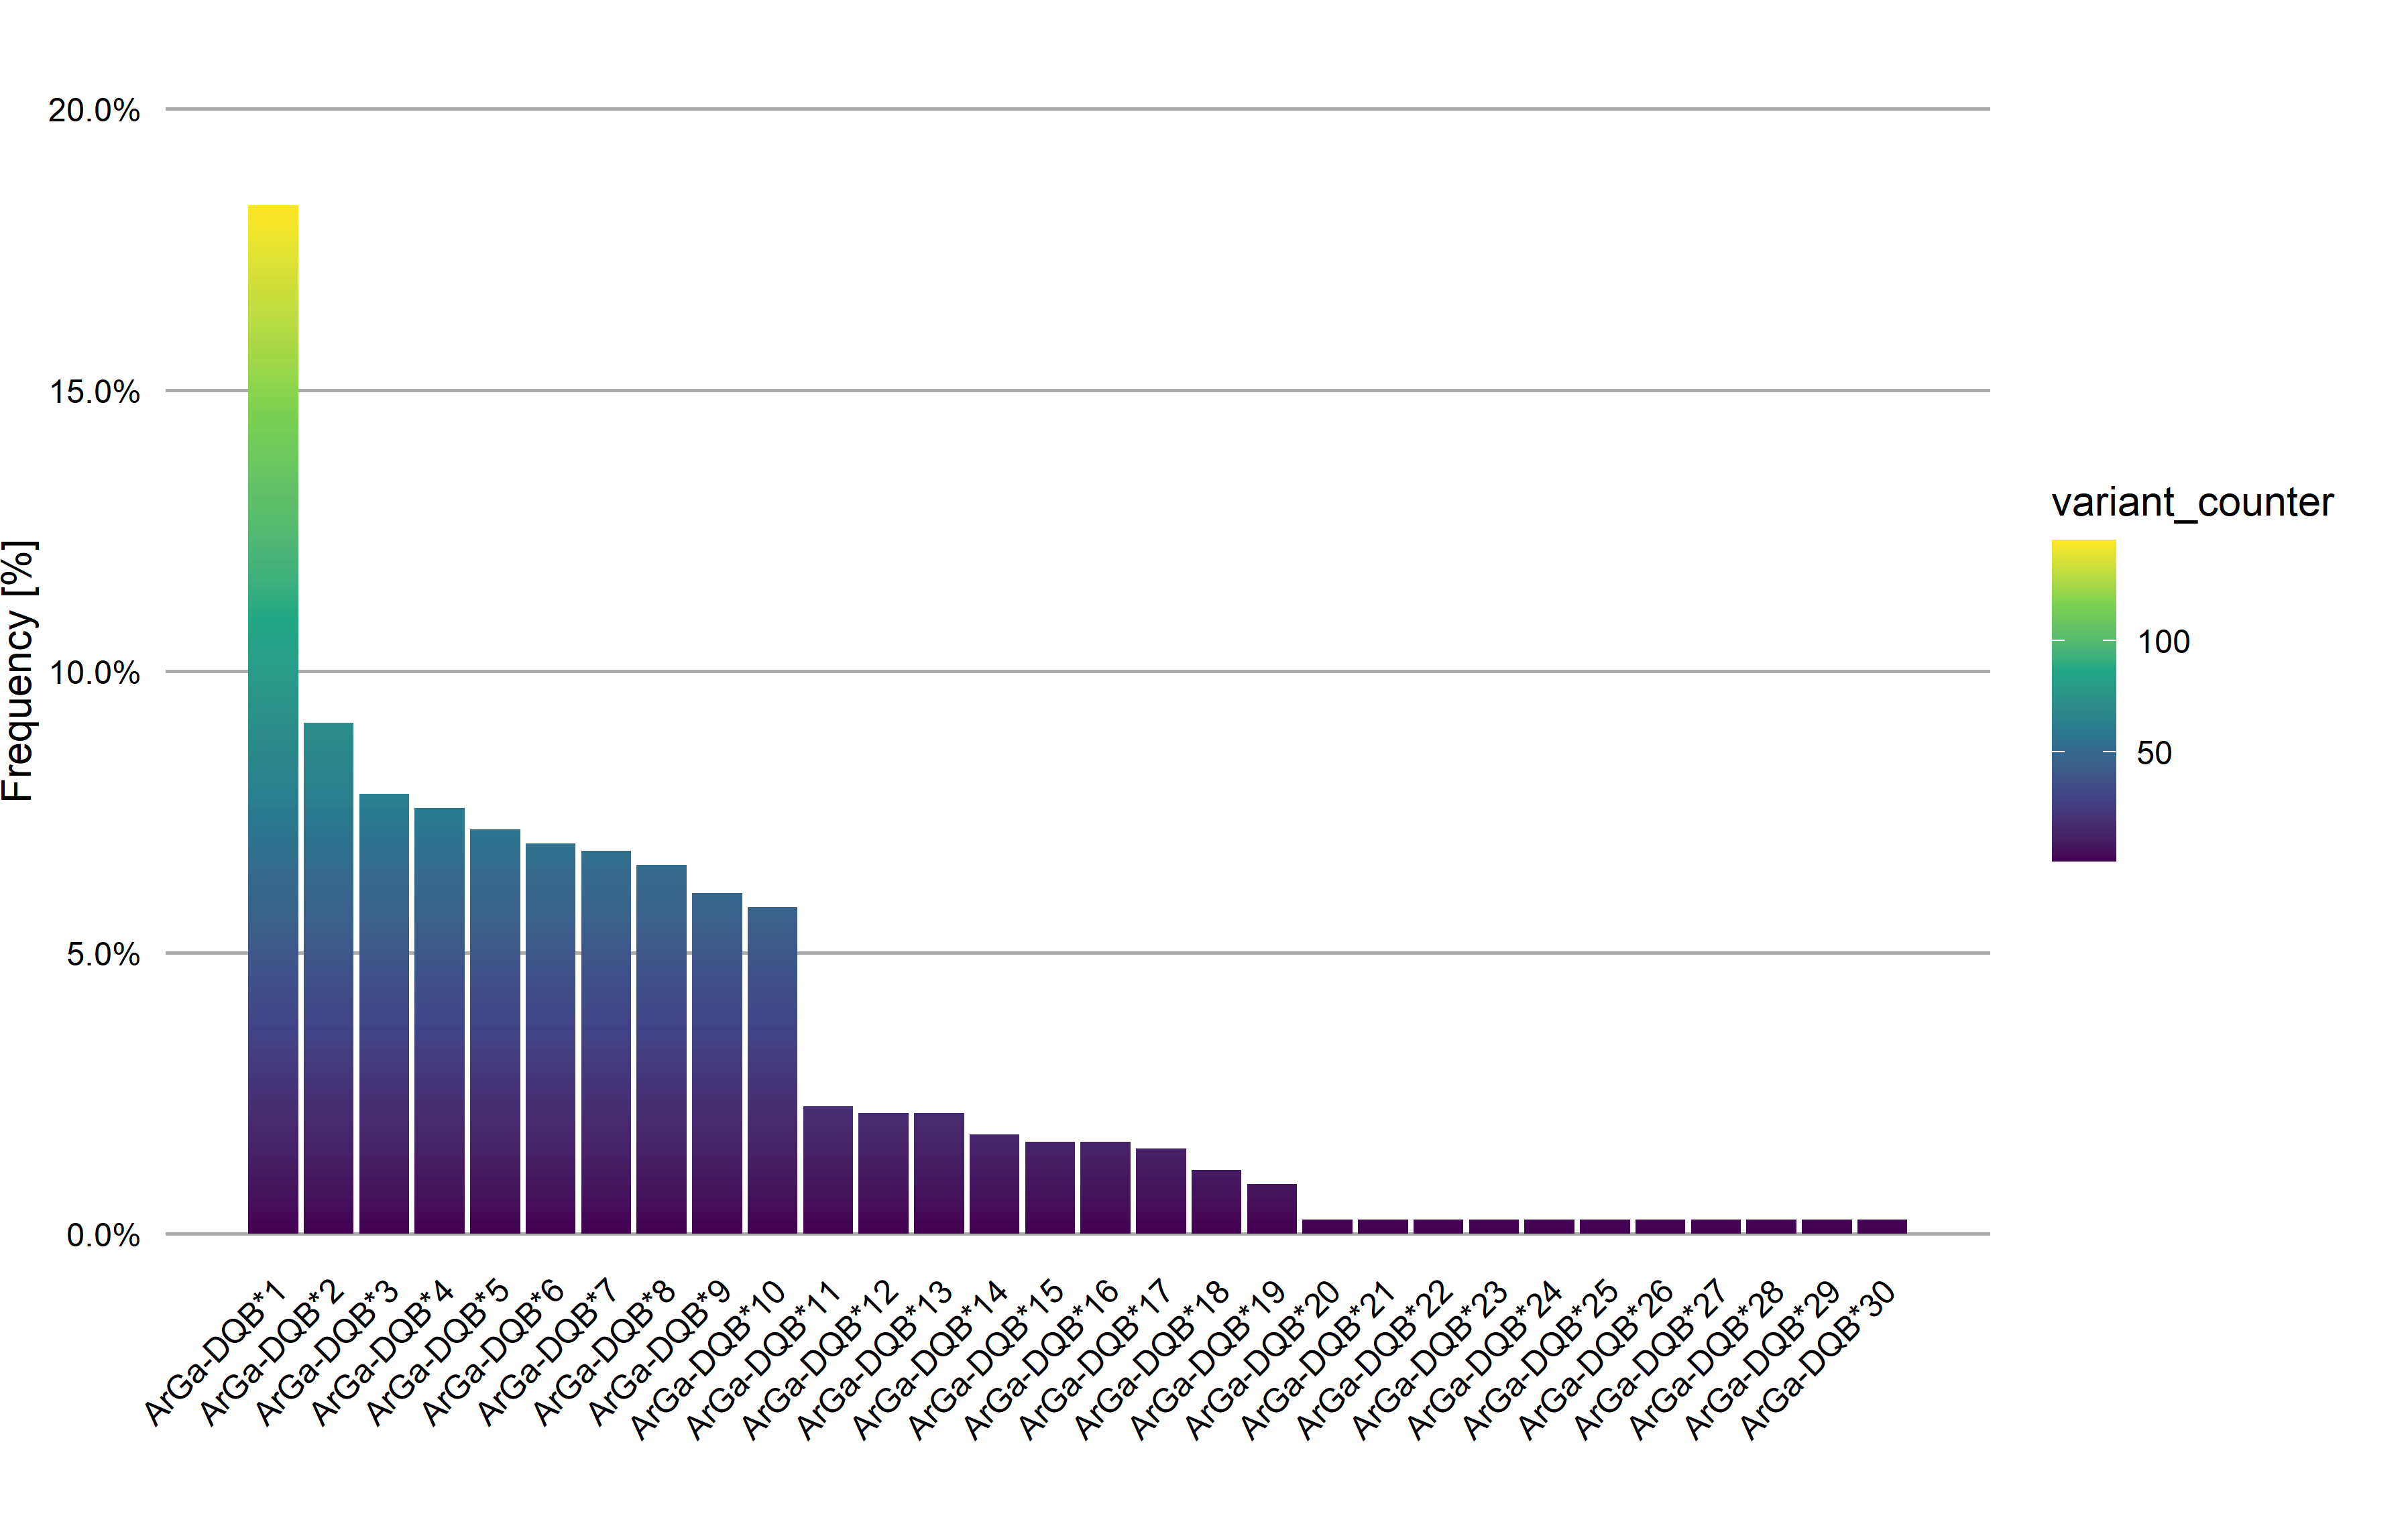 20.0%
15.0%
10.0%
5.0%
0.0%
Frequency [%]
ArGa-DQB*1
ArGa-DQB*2
ArGa-DQB*3
ArGa-DQB*4
ArGa-DQB*5
ArGa-DQB*6
ArGa-DQB*7
ArGa-DQB*8
ArGa-DQB*9
ArGa-DQB*10
ArGa-DQB*11
ArGa-DQB*12
ArGa-DQB*13
ArGa-DQB*14
ArGa-DQB*15
ArGa-DQB*16
ArGa-DQB*17
ArGa-DQB*18
ArGa-DQB*19
ArGa-DQB*20
ArGa-DQB*21
ArGa-DQB*22
ArGa-DQB*23
ArGa-DQB*24
ArGa-DQB*25
ArGa-DQB*26
ArGa-DQB*27
ArGa-DQB*28
ArGa-DQB*29
ArGa-DQB*30
variant_counter
100
50